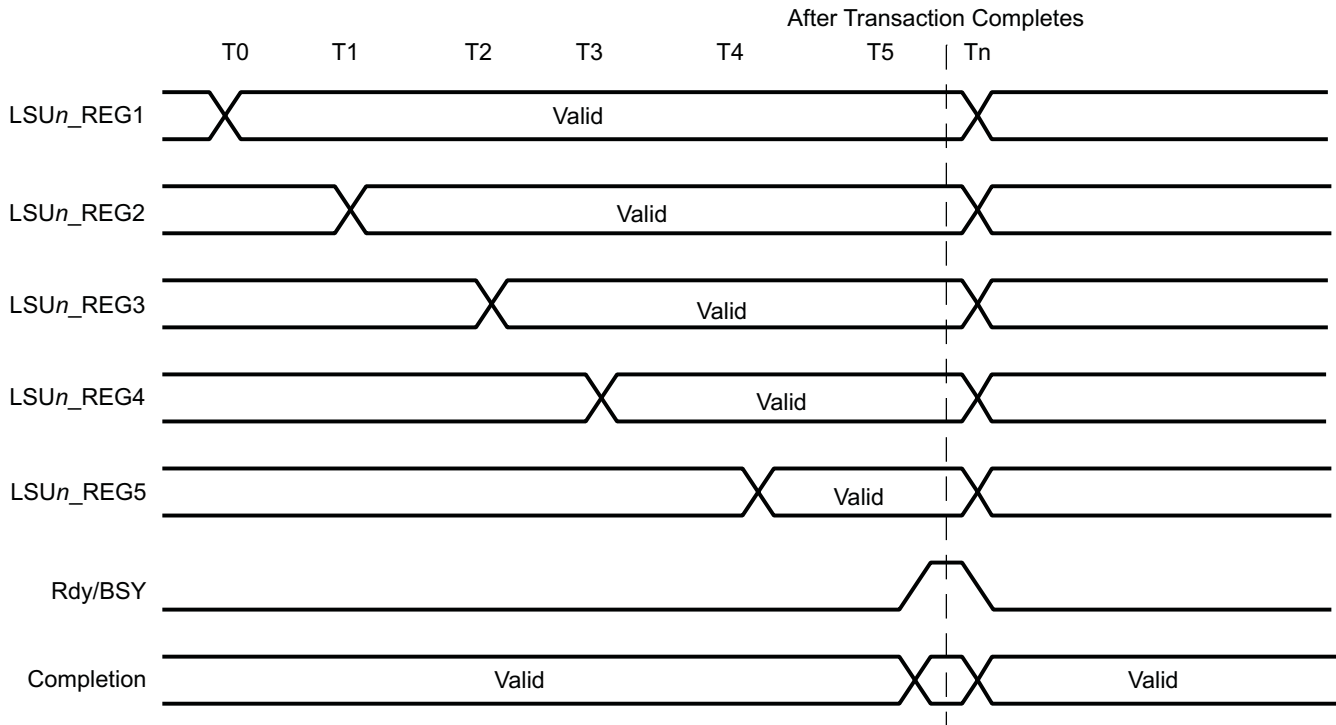 After Transaction Completes
T0 T1 T2 T3 T4 T5 Tn
LSUn_REG1 Valid
LSUn_REG2 Valid
LSUn_REG3 Valid
LSUn_REG4 Valid
LSUn_REG5 Valid
Rdy/BSY
Completion Valid Valid